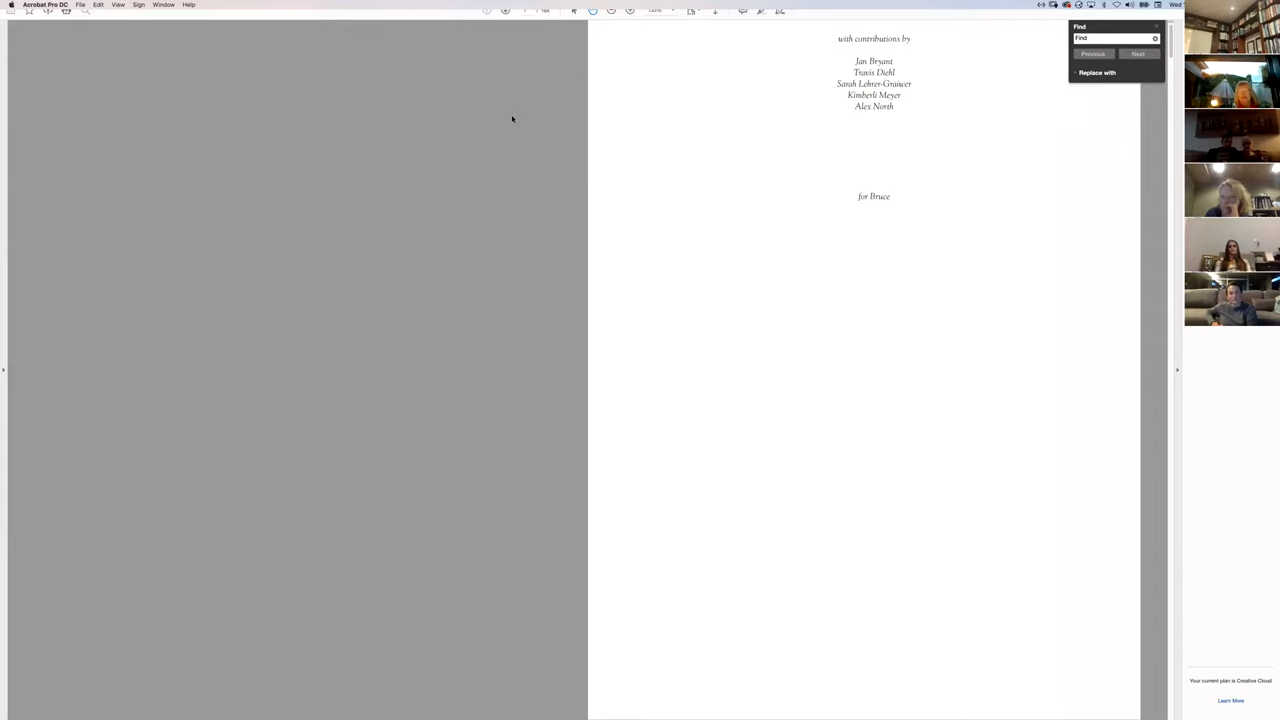 Acrobat Pro DC File Edit View Sign Window Help
Wed
with contributions by
Jan Bryant
Travis Diehl
Sarah Lehrer-Graiwer
Kimberli Meyer
Alex North
for Bruce
Find
Find
Previous Next
Replace with
Your current plan is Creative Cloud
Learn More